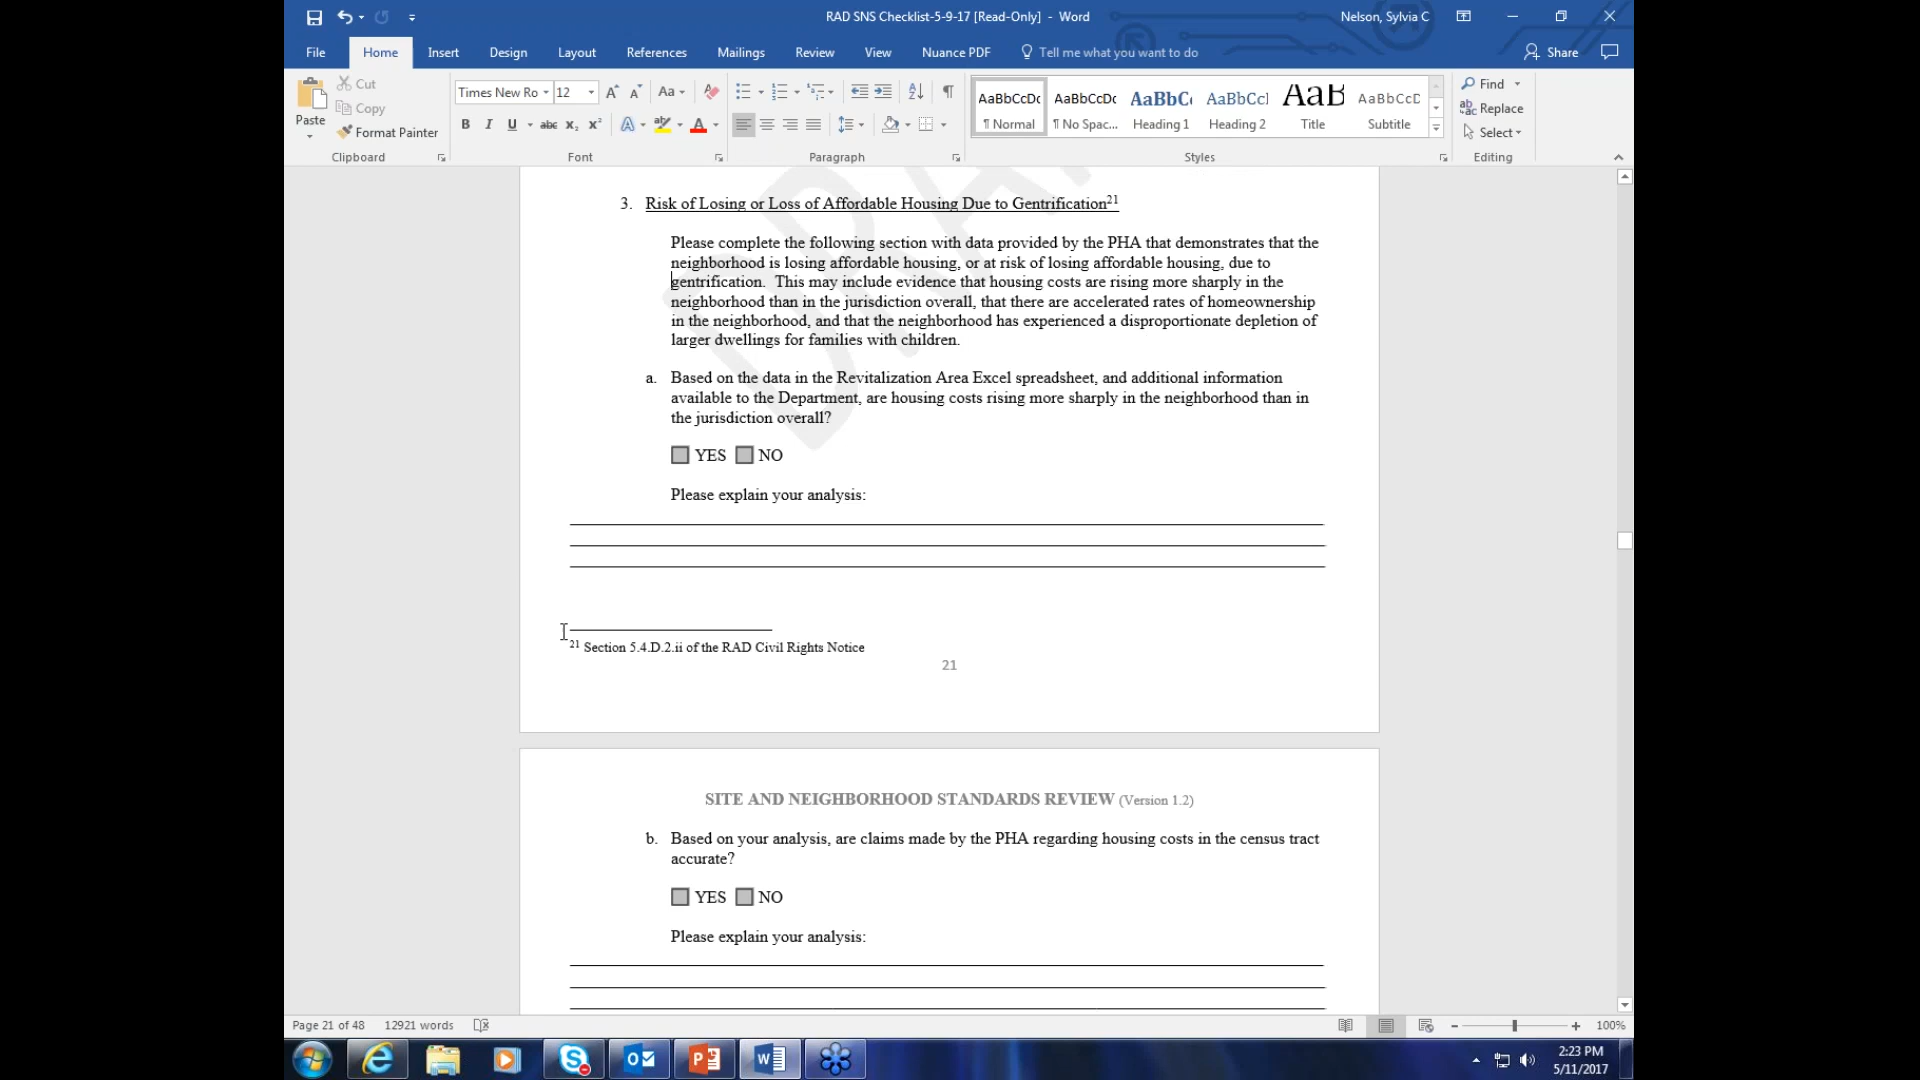 RAD SNS Checklist-5-9-17 [Read-Only] - Word
Nelson, Sylvia C
File Home Insert Design Layout References Mailings Review View Nuance PDF Tell me what you want to do Share
Paste
Cut
Copy
Format Painter
Clipboard
Times New Ro 12
Font
Paragraph
AaBbCcDc AaBbCcDc AaBbC( AaBbCcI AaB AaBbCcD
¶ Normal ¶ No Spac... Heading 1 Heading 2 Title Subtitle
Styles
Find
Replace
Select
Editing
3. Risk of Losing or Loss of Affordable Housing Due to Gentrification21
Please complete the following section with data provided by the PHA that demonstrates that the
neighborhood is losing affordable housing, or at risk of losing affordable housing, due to
gentrification. This may include evidence that housing costs are rising more sharply in the
neighborhood than in the jurisdiction overall, that there are accelerated rates of homeownership
in the neighborhood, and that the neighborhood has experienced a disproportionate depletion of
larger dwellings for families with children.
a. Based on the data in the Revitalization Area Excel spreadsheet, and additional information
available to the Department, are housing costs rising more sharply in the neighborhood than in
the jurisdiction overall?
YES NO
Please explain your analysis:
21 Section 5.4.D.2.ii of the RAD Civil Rights Notice
21
SITE AND NEIGHBORHOOD STANDARDS REVIEW (Version 1.2)
b. Based on your analysis, are claims made by the PHA regarding housing costs in the census tract
accurate?
YES NO
Please explain your analysis:
Page 21 of 48 12921 words
100%
2:23 PM
5/11/2017